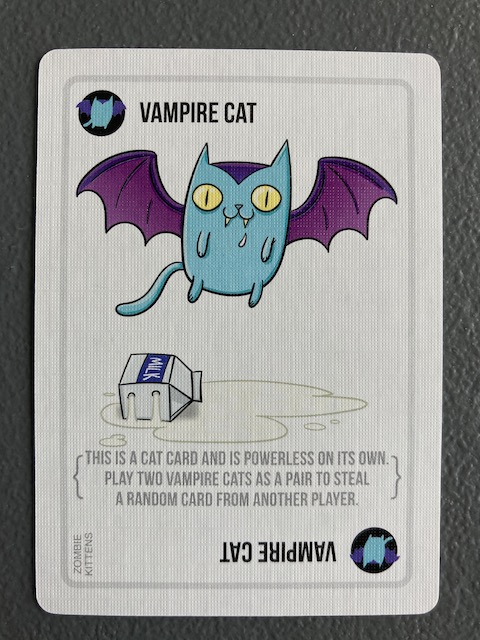 VAMPIRE CAT
MILK
THIS IS A CAT CARD AND IS POWERLESS ON ITS OWN.
PLAY TWO VAMPIRE CATS AS A PAIR TO STEAL
A RANDOM CARD FROM ANOTHER PLAYER.
ZOMBIE
KITTENS
VAMPIRE CAT